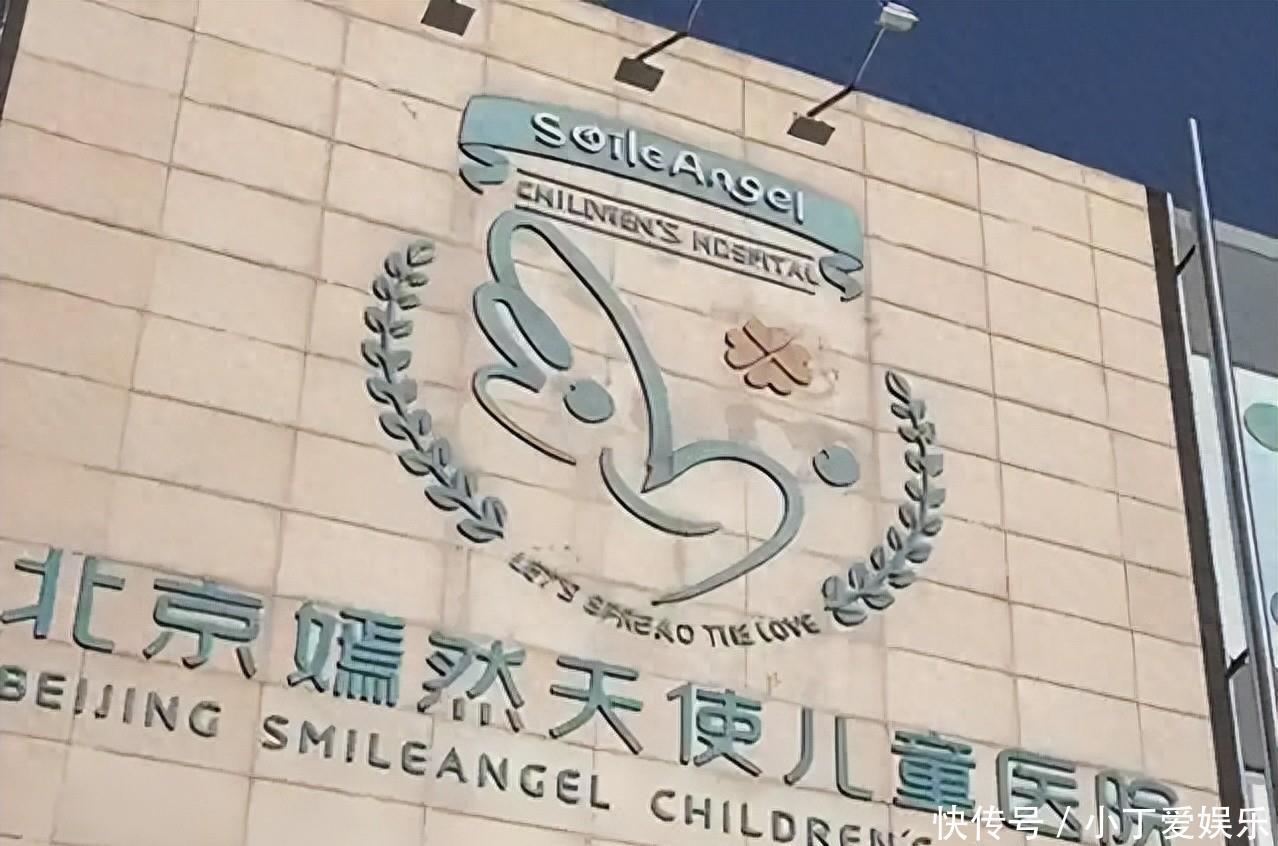 SmileAngel
CHILDREN'S HOSPITAL
LET'S SPREAD THE LOVE
北京嫣然天使儿童医院
BEIJING SMILEANGEL CHILDREN'S
快传号 / 小丁爱娱乐